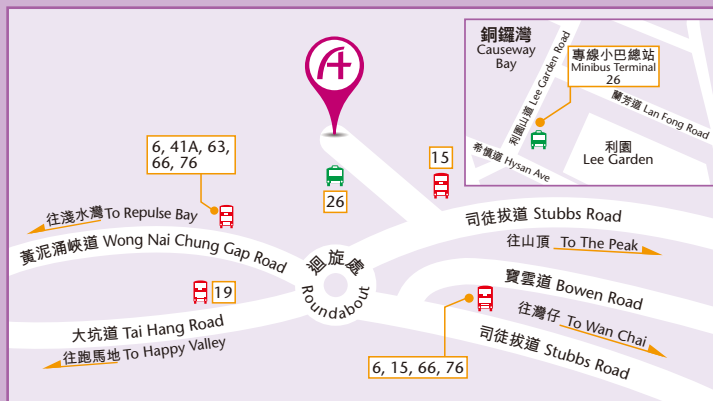 銅鑼灣
Causeway
Bay
專線小巴總站
Minibus Terminal
26
利園山道 Lee Garden Road
蘭芳道 Lan Fong Road
希慎道 Hysan Ave
利園
Lee Garden
6, 41A, 63,
66, 76
26
15
往淺水灣 To Repulse Bay
黃泥涌峽道 Wong Nai Chung Gap Road
司徒拔道 Stubbs Road
往山頂 To The Peak
迴旋處
Roundabout
寶雲道 Bowen Road
19
往灣仔 To Wan Chai
大坑道 Tai Hang Road
司徒拔道 Stubbs Road
往跑馬地 To Happy Valley
6, 15, 66, 76